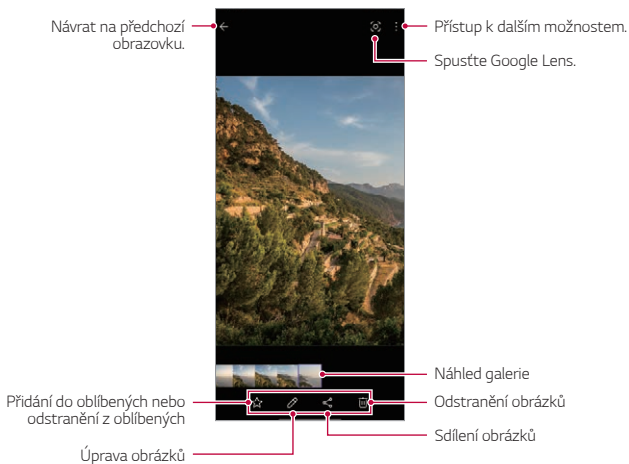 Návrat na předchozí
obrazovku.
Přístup k dalším možnostem.
Spusťte Google Lens.
Náhled galerie
Přidání do oblíbených nebo
odstranění z oblíbených
Odstranění obrázků
Sdílení obrázků
Úprava obrázků